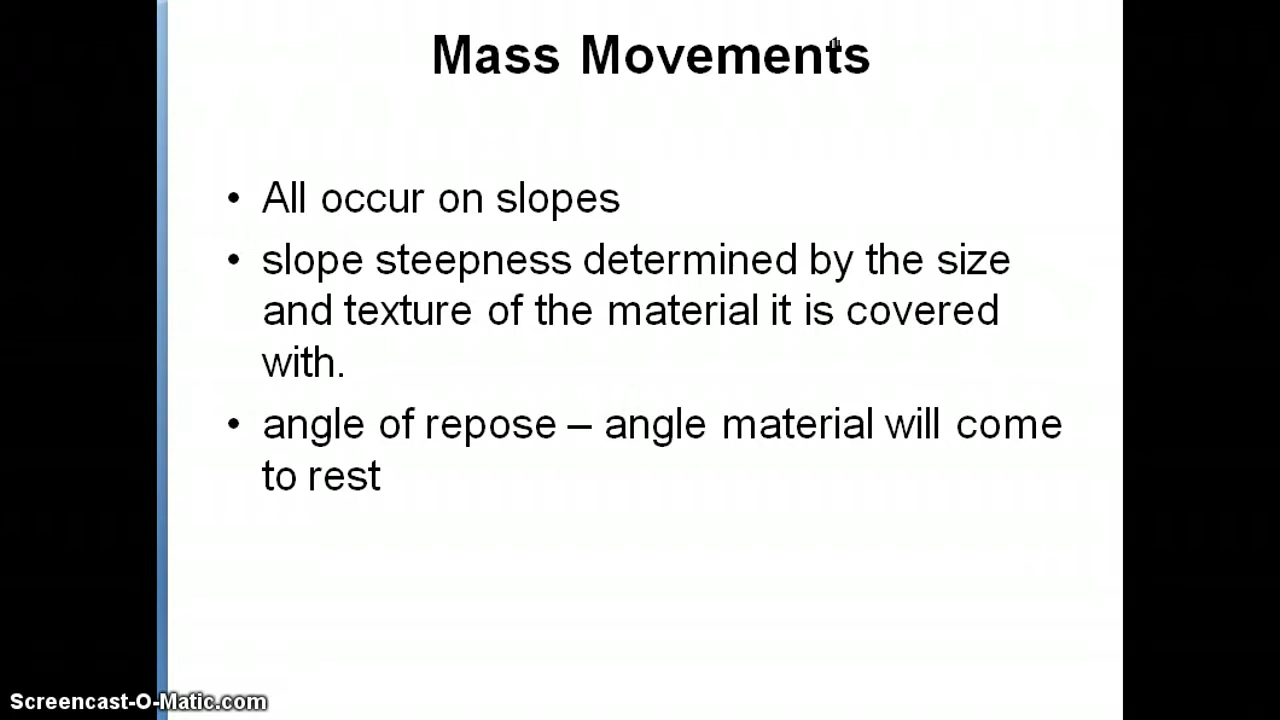 Mass Movements
• All occur on slopes
• slope steepness determined by the size
and texture of the material it is covered
with.
• angle of repose – angle material will come
to rest
Screencast-O-Matic.com